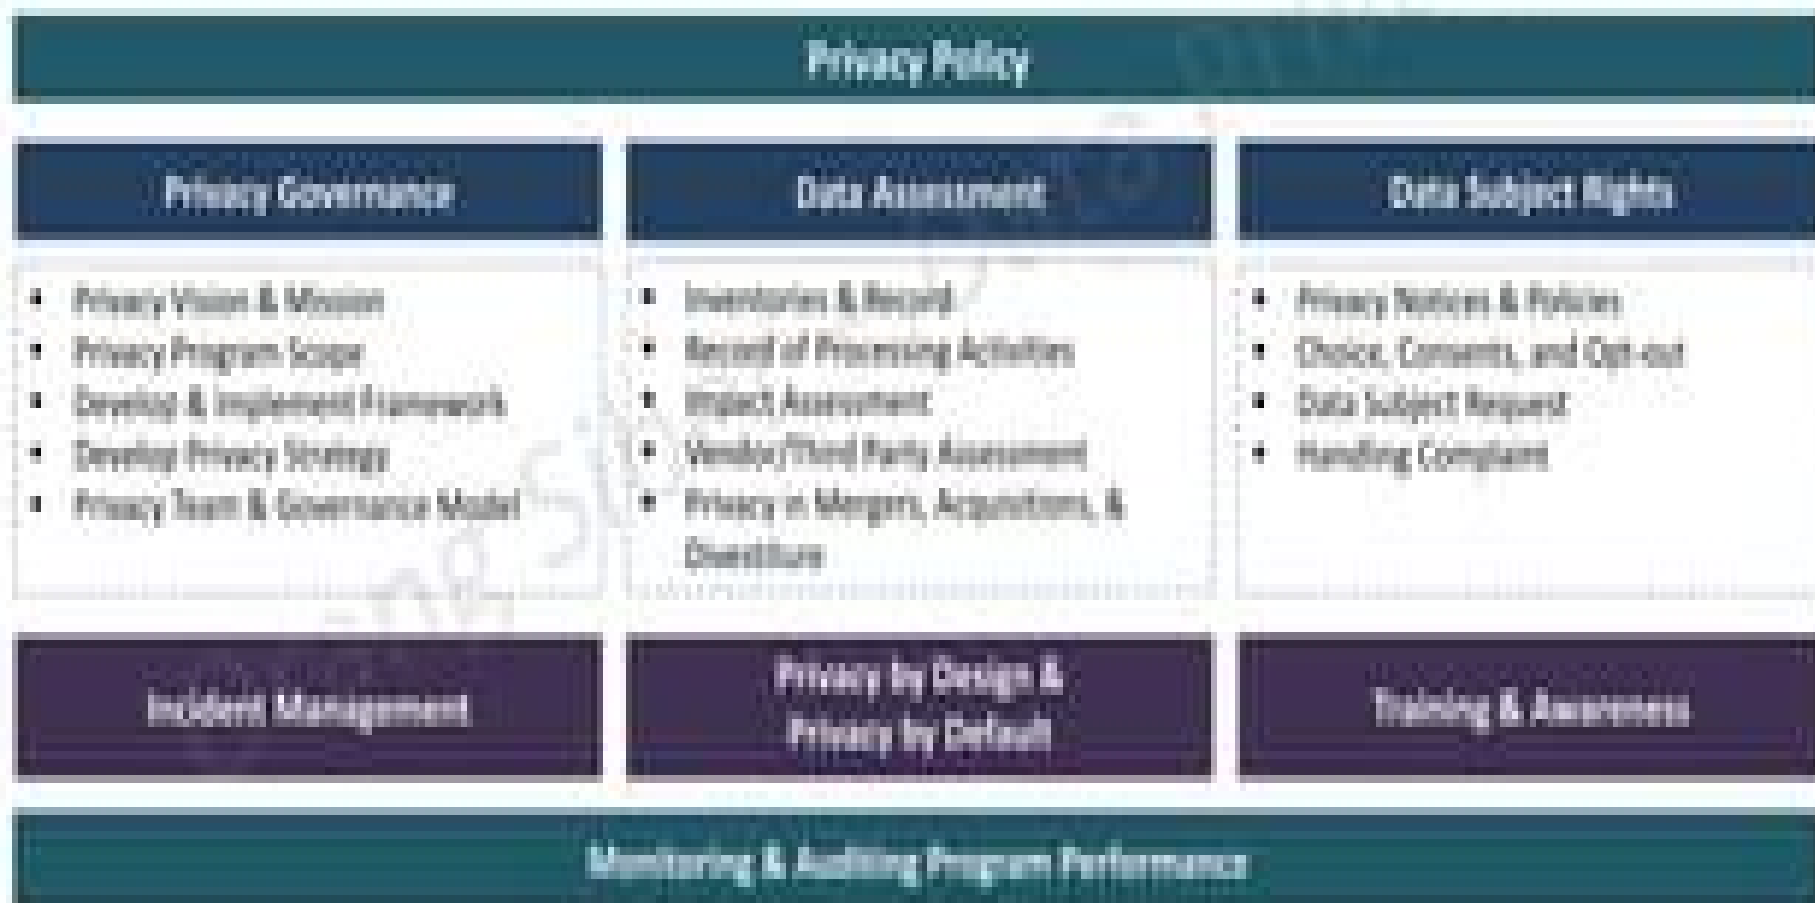 Privacy Policy
Privacy Governance
▪ Privacy Vision & Mission
▪ Privacy Program Scope
▪ Develop & Implement Framework
▪ Develop Privacy Strategy
▪ Privacy Team & Governance Model
Data Assessment
▪ Inventories & Record
▪ Record of Processing Activities
▪ Impact Assessment
▪ Vendor/Third Party Assessment
▪ Privacy in Mergers, Acquisitions, &
Divestiture
Data Subject Rights
▪ Privacy Notices & Policies
▪ Choice, Consents, and Opt-out
▪ Data Subject Request
▪ Handling Complaint
Incident Management
Privacy by Design &
Privacy by Default
Training & Awareness
Monitoring & Auditing Program Performance